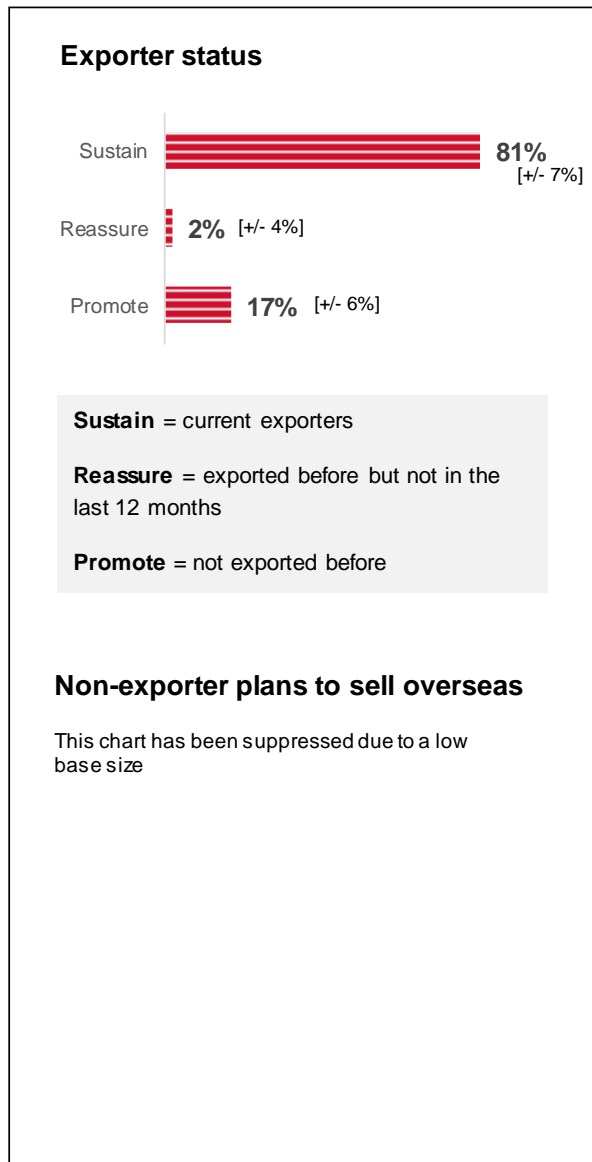 Exporter status
Sustain 81%
[+/- 7%]
Reassure 2% [+/- 4%]
Promote 17% [+/- 6%]
Sustain = current exporters
Reassure = exported before but not in the
last 12 months
Promote = not exported before
Non-exporter plans to sell overseas
This chart has been suppressed due to a low
base size